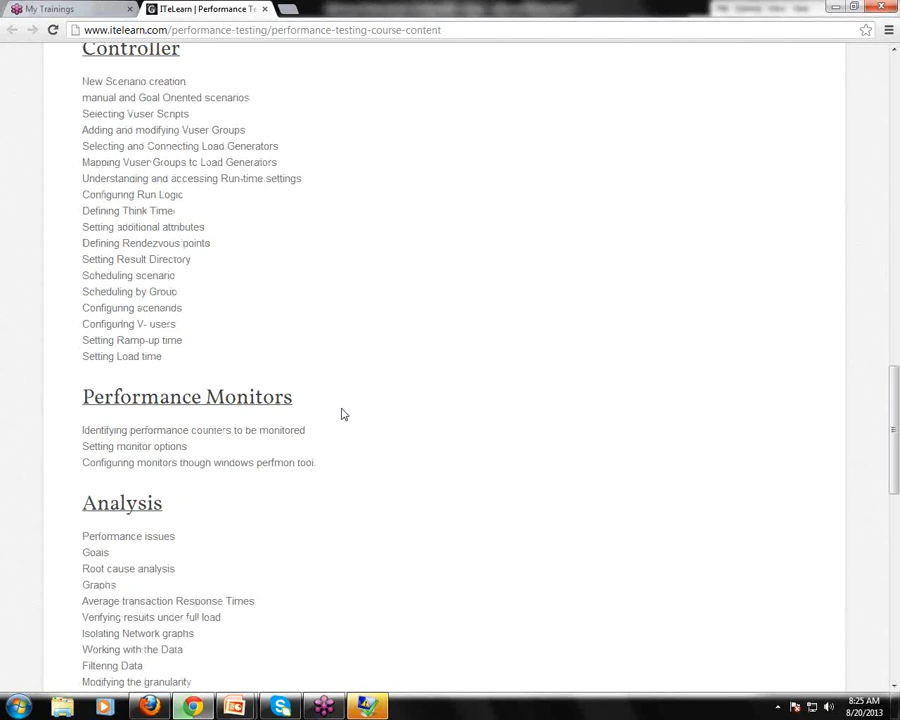 My Trainings
ITeLearn | Performance Te
www.itelearn.com/performance-testing/performance-testing-course-content
Controller
New Scenario creation
manual and Goal Oriented scenarios
Selecting Vuser Scripts
Adding and modifying Vuser Groups
Selecting and Connecting Load Generators
Mapping Vuser Groups to Load Generators
Understanding and accessing Run-time settings
Configuring Run Logic
Defining Think Time
Setting additional attributes
Defining Rendezvous points
Setting Result Directory
Scheduling scenario
Scheduling by Group
Configuring scenarios
Configuring V- users
Setting Ramp-up time
Setting Load time
Performance Monitors
Identifying performance counters to be monitored
Setting monitor options
Configuring monitors though windows perfmon tool.
Analysis
Performance issues
Goals
Root cause analysis
Graphs
Average transaction Response Times
Verifying results under full load
Isolating Network graphs
Working with the Data
Filtering Data
Modifying the granularity
8:25 AM
8/20/2013